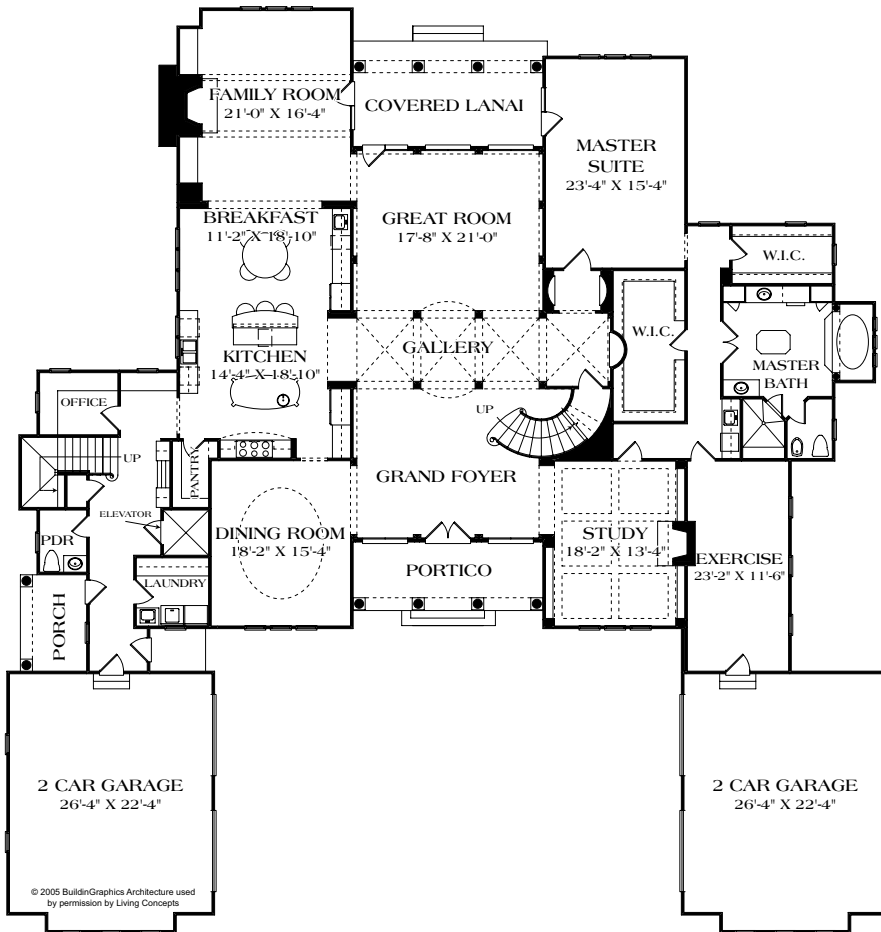 FAMILY ROOM
21'-0" X 16'-4"
COVERED LANAI
MASTER
SUITE
23'-4" X 15'-4"
BREAKFAST
11'-2" X 18'-10"
GREAT ROOM
17'-8" X 21'-0"
W.I.C.
W.I.C.
GALLERY
KITCHEN
14'-4" X 18'-10"
MASTER
BATH
OFFICE
UP
UP
PANTRY
GRAND FOYER
ELEVATOR
PDR
DINING ROOM
18'-2" X 15'-4"
STUDY
18'-2" X 13'-4"
EXERCISE
23'-2" X 11'-6"
LAUNDRY
PORTICO
PORCH
2 CAR GARAGE
26'-4" X 22'-4"
2 CAR GARAGE
26'-4" X 22'-4"
© 2005 BuildinGraphics Architecture used
by permission by Living Concepts